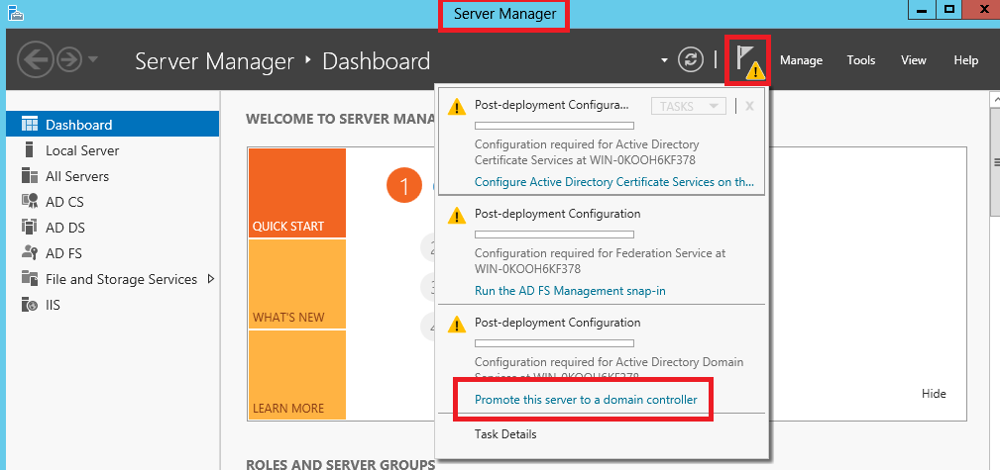 Server Manager
Server Manager ‣ Dashboard
Manage Tools View Help
Dashboard
Local Server
All Servers
AD CS
AD DS
AD FS
File and Storage Services
IIS
WELCOME TO SERVER MANA
QUICK START
WHAT'S NEW
LEARN MORE
1
2
3
4
Post-deployment Configura...
TASKS
X
Configuration required for Active Directory
Certificate Services at WIN-0KOOH6KF378
Configure Active Directory Certificate Services on th...
Post-deployment Configuration
Configuration required for Federation Service at
WIN-0KOOH6KF378
Run the AD FS Management snap-in
Post-deployment Configuration
Configuration required for Active Directory Domain
Services at WIN-0KOOH6KF378
Promote this server to a domain controller
Task Details
Hide
ROLES AND SERVER GROUPS